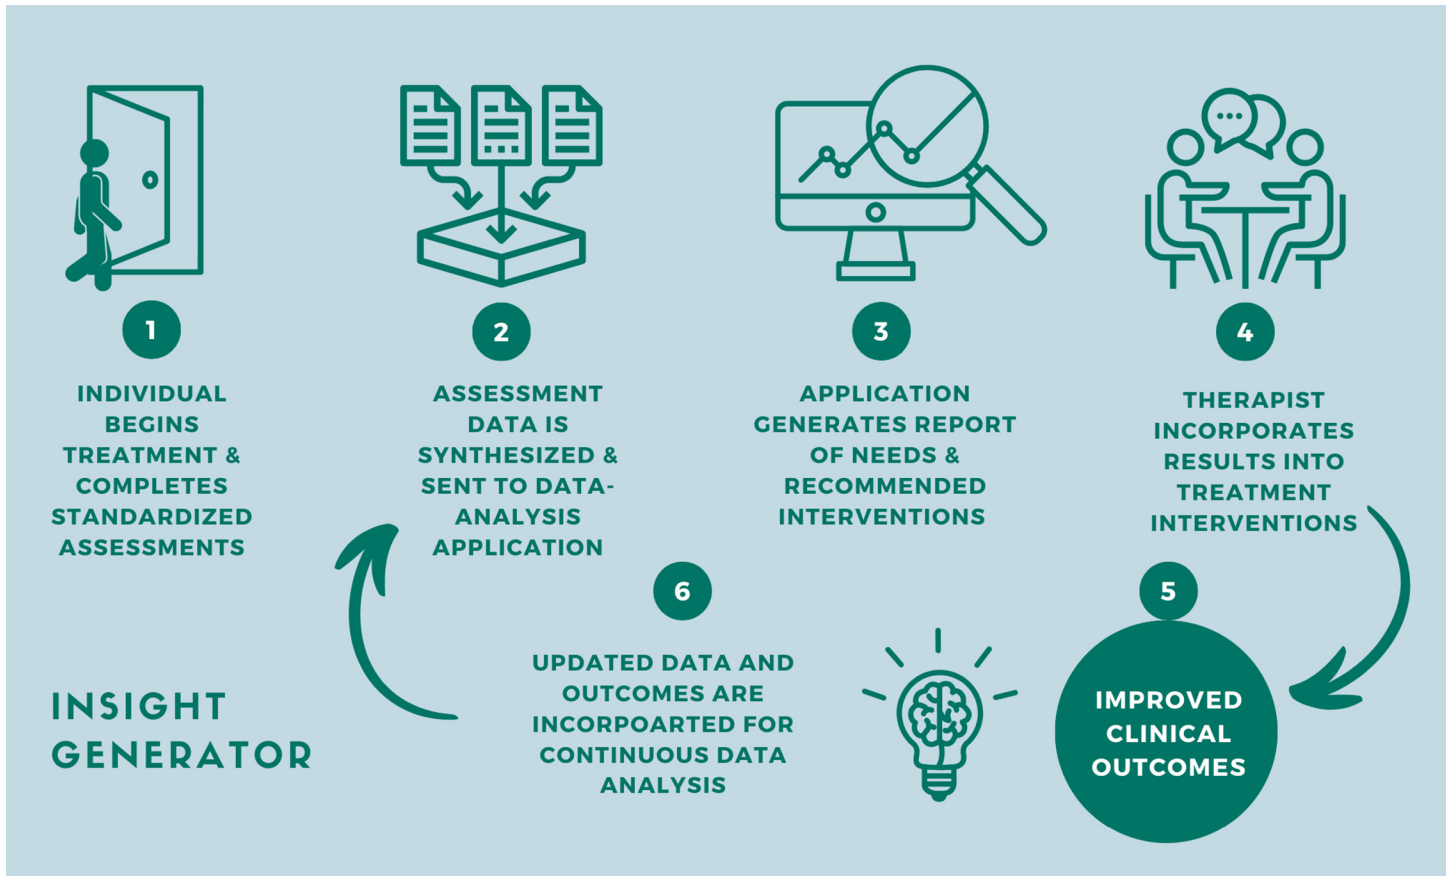 1
INDIVIDUAL
BEGINS
TREATMENT &
COMPLETES
STANDARDIZED
ASSESSMENTS
2
ASSESSMENT
DATA IS
SYNTHESIZED &
SENT TO DATA-
ANALYSIS
APPLICATION
3
APPLICATION
GENERATES REPORT
OF NEEDS &
RECOMMENDED
INTERVENTIONS
4
THERAPIST
INCORPORATES
RESULTS INTO
TREATMENT
INTERVENTIONS
5
IMPROVED
CLINICAL
OUTCOMES
6
UPDATED DATA AND
OUTCOMES ARE
INCORPOARTED FOR
CONTINUOUS DATA
ANALYSIS
INSIGHT
GENERATOR